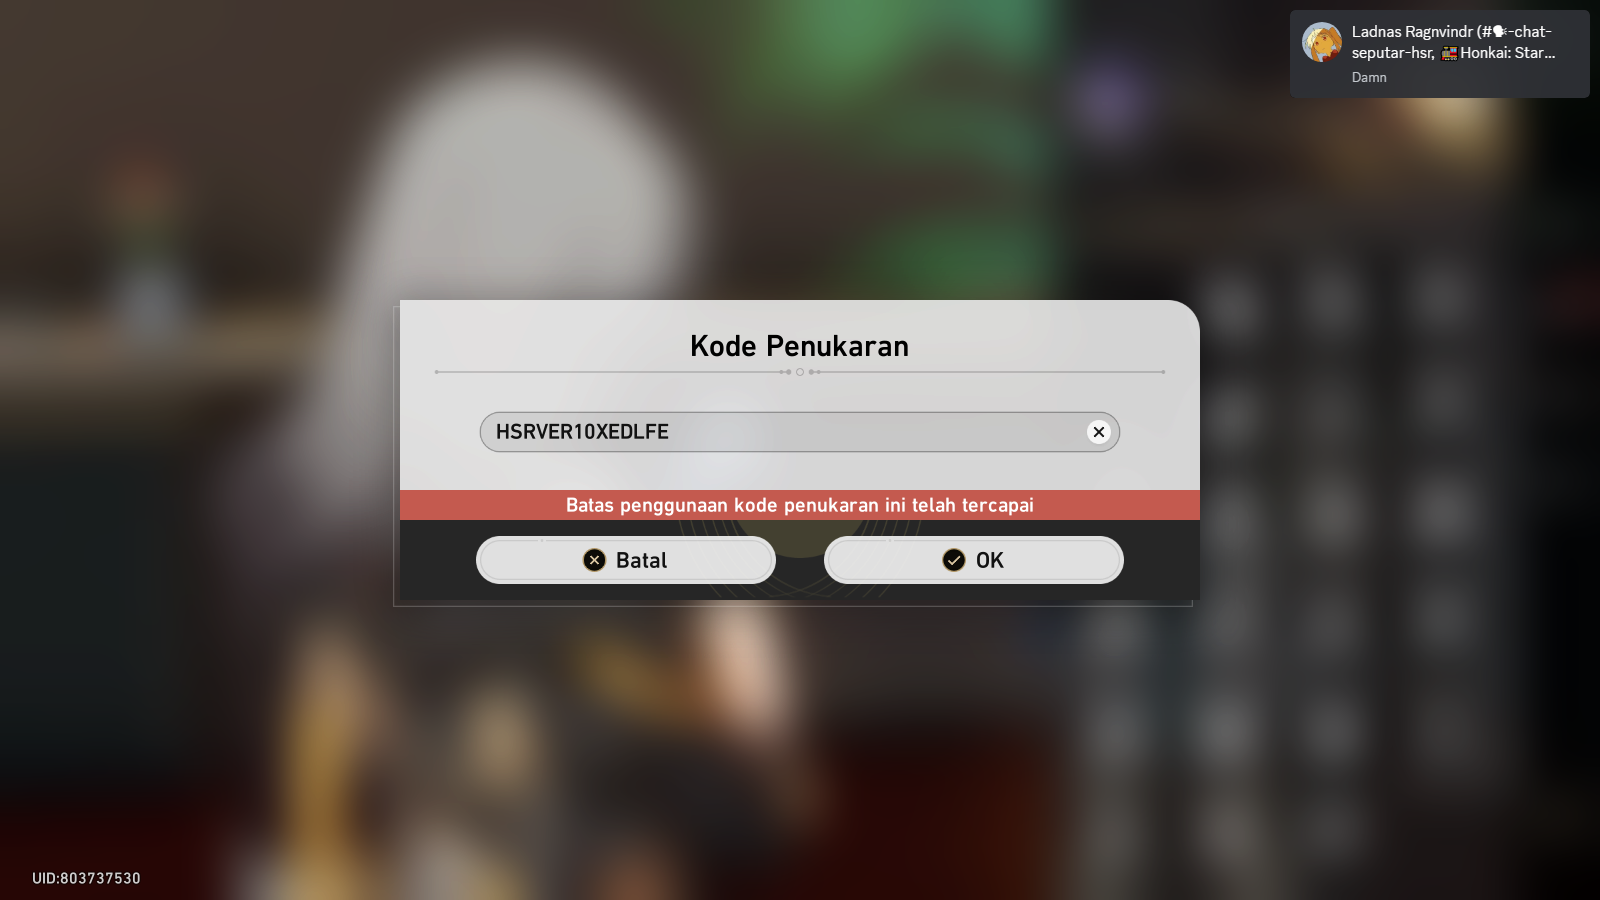 Ladnas Ragnvindr (#🗣-chat-
seputar-hsr, 🚂Honkai: Star...
Damn
Kode Penukaran
HSRVER10XEDLFE
Batas penggunaan kode penukaran ini telah tercapai
Batal
OK
UID:803737530